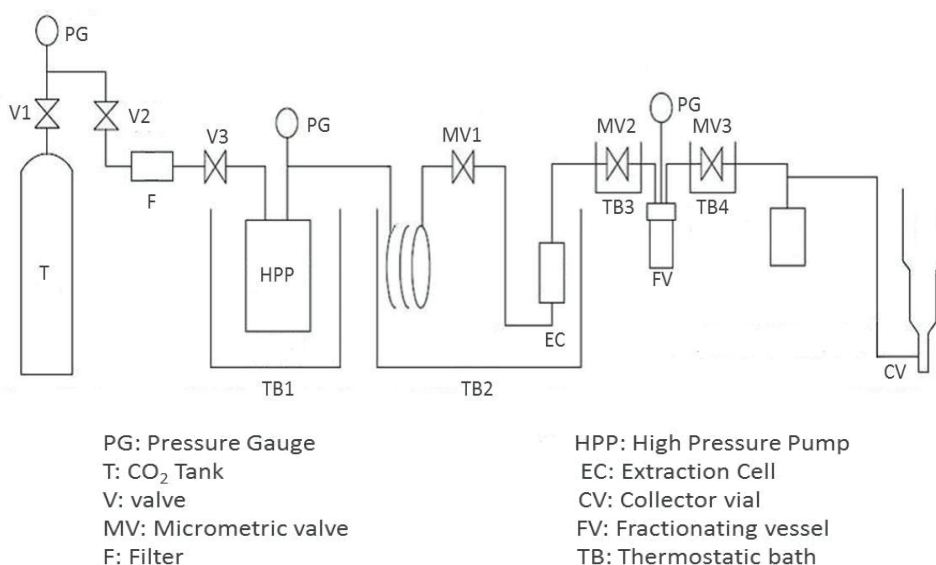 PG
V1
V2
V3
PG
MV1
MV2
PG
MV3
F
TB3
TB4
T
HPP
FV
EC
CV
TB1
TB2
PG: Pressure Gauge
T: CO₂ Tank
V: valve
MV: Micrometric valve
F: Filter
HPP: High Pressure Pump
EC: Extraction Cell
CV: Collector vial
FV: Fractionating vessel
TB: Thermostatic bath